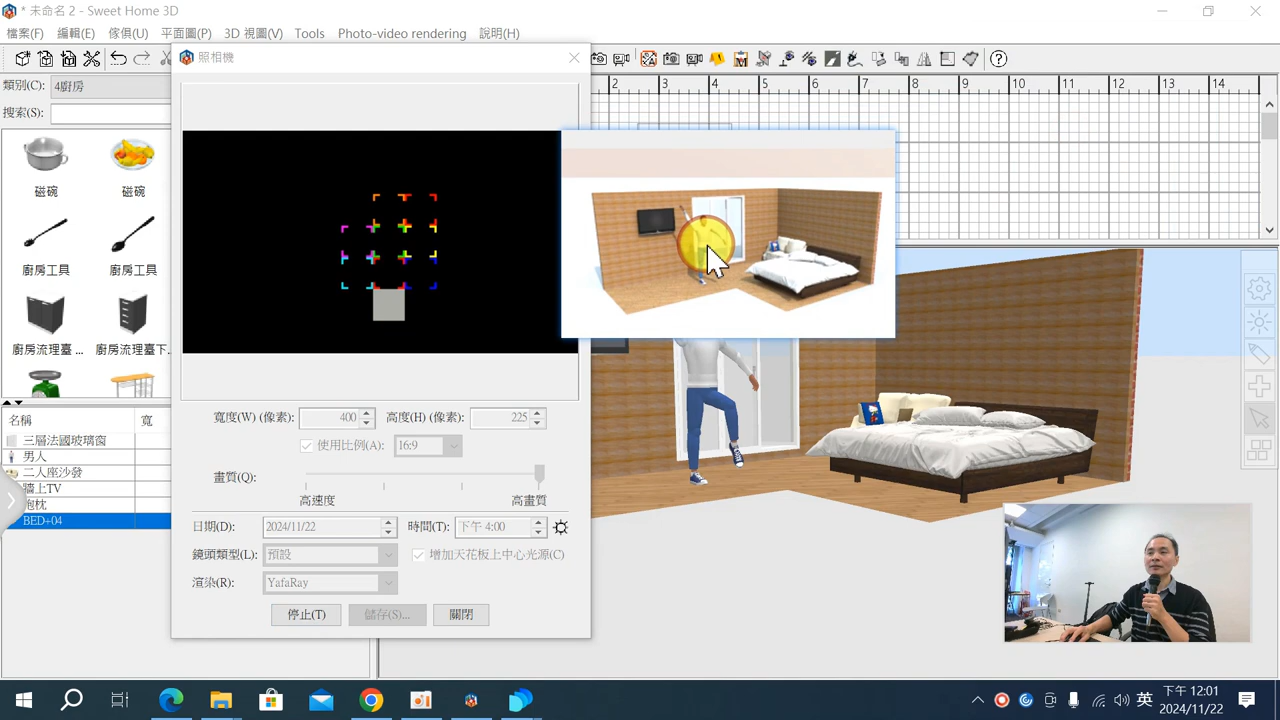 * 未命名 2 - Sweet Home 3D
檔案(F) 編輯(E) 傢俱(U) 平面圖(P) 3D 視圖(V) Tools Photo-video rendering 說明(H)
類別(C): 4廚房
搜索(S):
磁碗 磁碗
廚房工具 廚房工具
廚房流理臺 ... 廚房流理臺下...
名稱 寬
三層法國玻璃窗
男人
二人座沙發
牆上TV
抱枕
BED+04
照相機
寬度(W) (像素): 400 高度(H) (像素): 225
使用比例(A): 16:9
畫質(Q):
高速度 高畫質
日期(D): 2024/11/22 時間(T): 下午 4:00
鏡頭類型(L): 預設 增加天花板上中心光源(C)
渲染(R): YafaRay
停止(T) 儲存(S)... 關閉
2 3 4 5 6 7 8 9 10 11 12 13 14
英 下午 12:01
2024/11/22